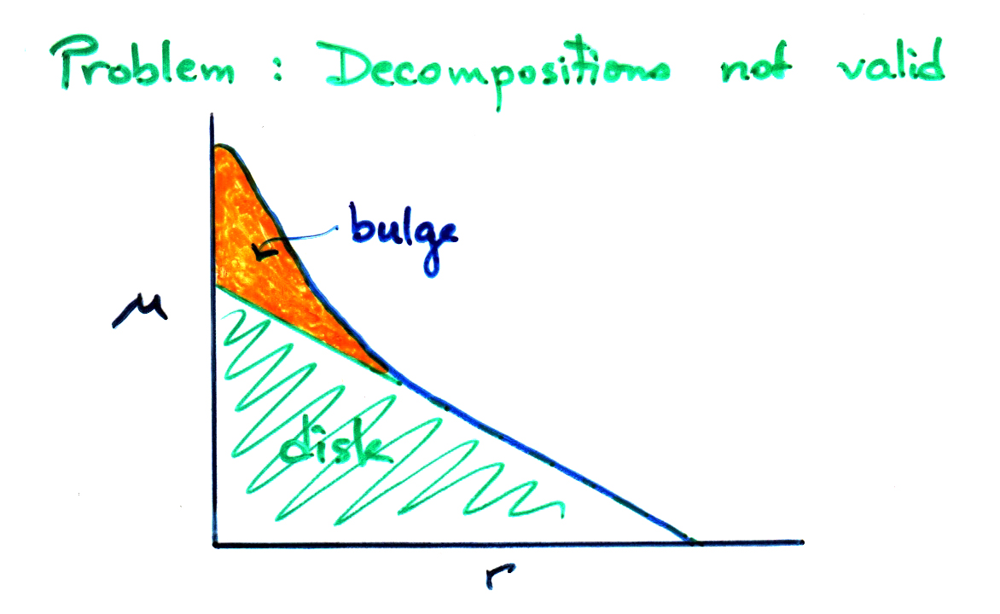 Problem : Decompositions not valid
bulge
μ
disk
r